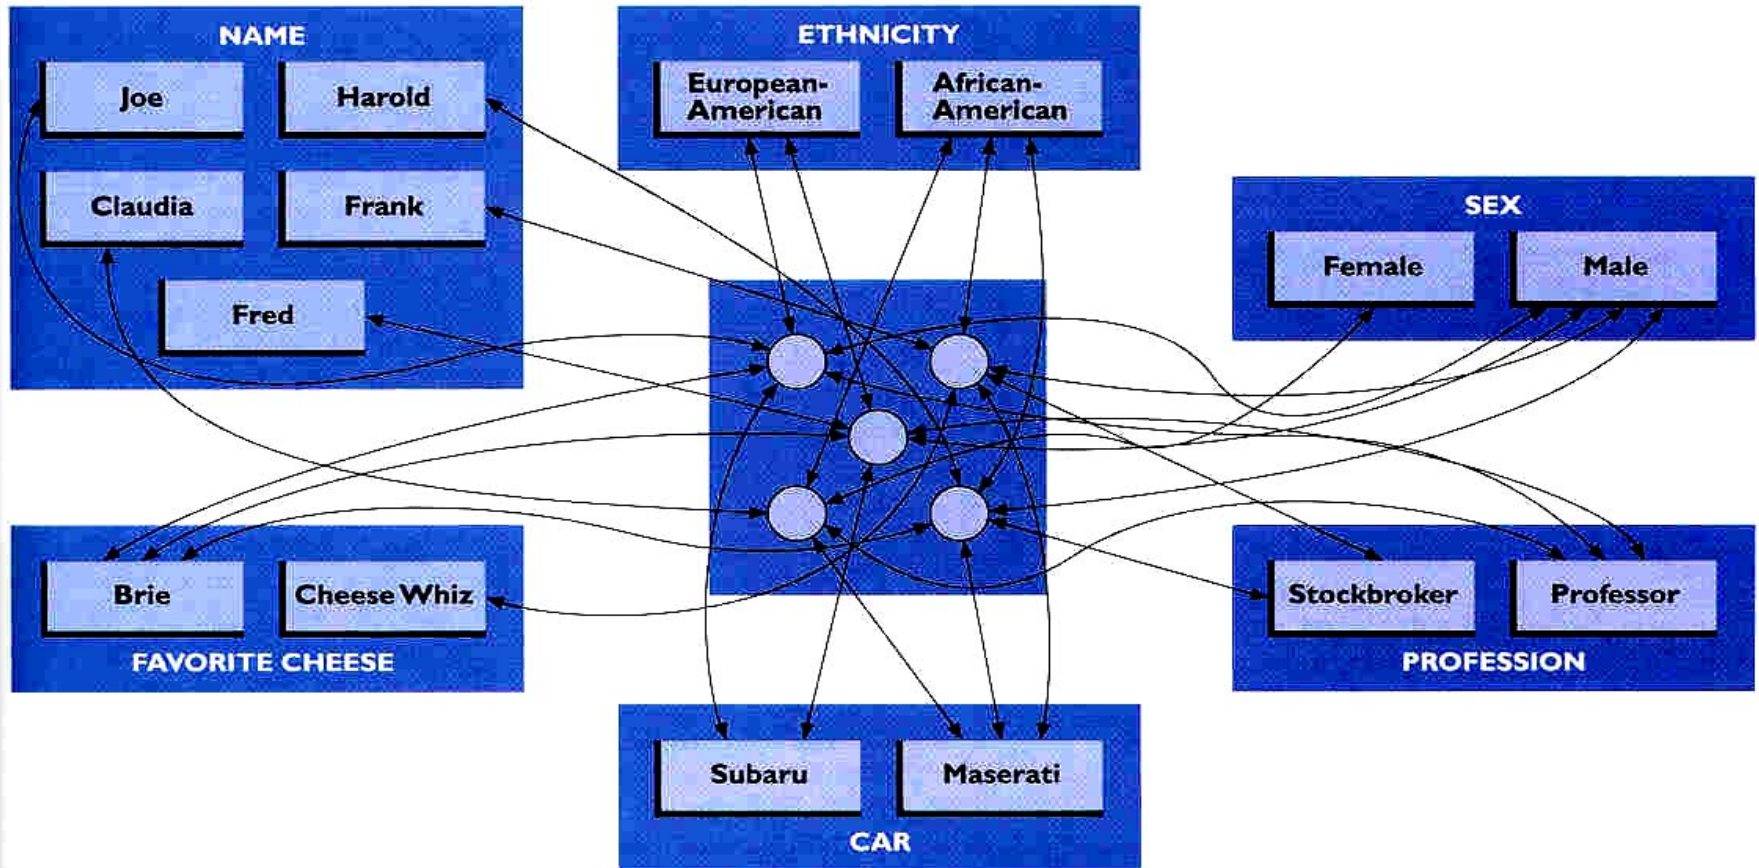 NAME
Joe
Harold
Claudia
Frank
Fred
ETHNICITY
European-
American
African-
American
SEX
Female
Male
Brie
Cheese Whiz
FAVORITE CHEESE
Stockbroker
Professor
PROFESSION
Subaru
Maserati
CAR